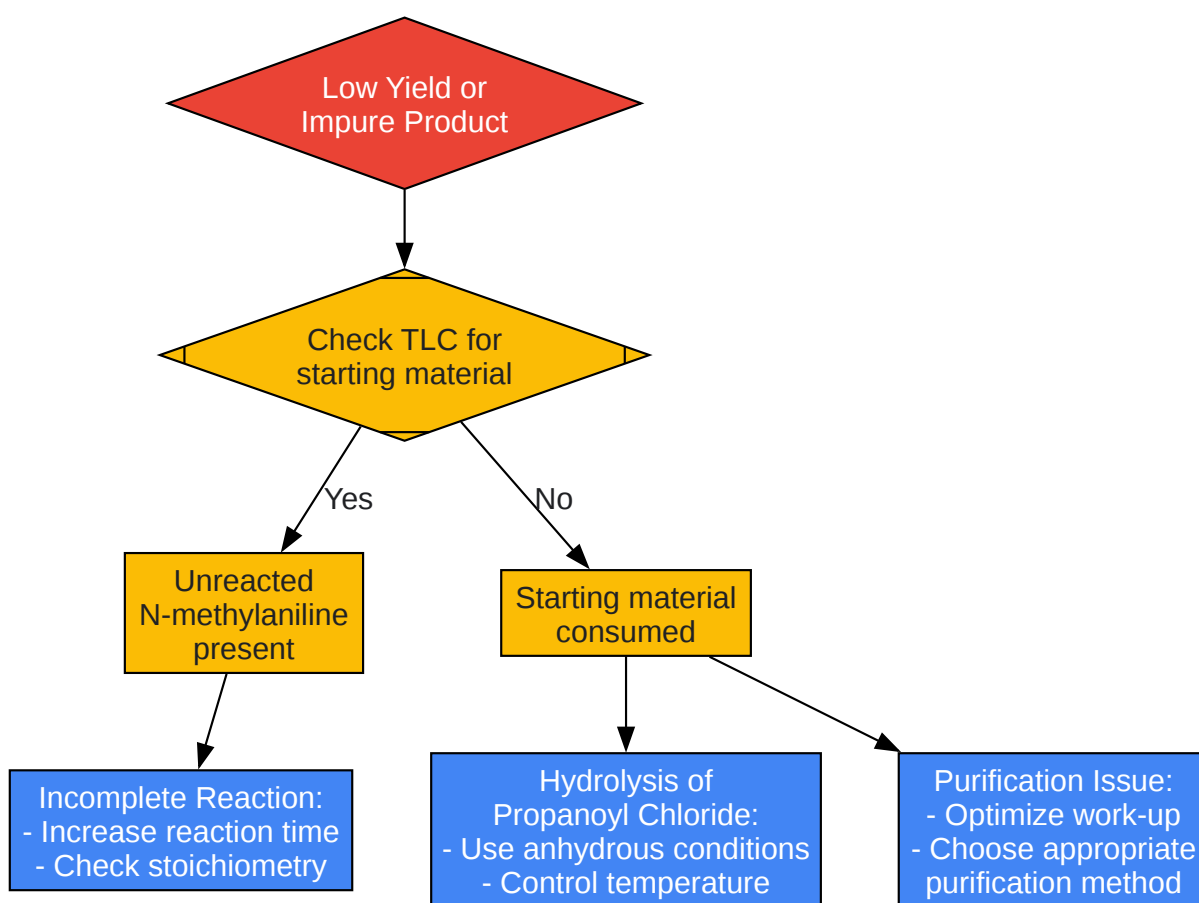 Low Yield or
Impure Product
Check TLC for
starting material
Yes
No
Unreacted
N-methylaniline
present
Starting material
consumed
Incomplete Reaction:
- Increase reaction time
- Check stoichiometry
Hydrolysis of
Propanoyl Chloride:
- Use anhydrous conditions
- Control temperature
Purification Issue:
- Optimize work-up
- Choose appropriate
purification method